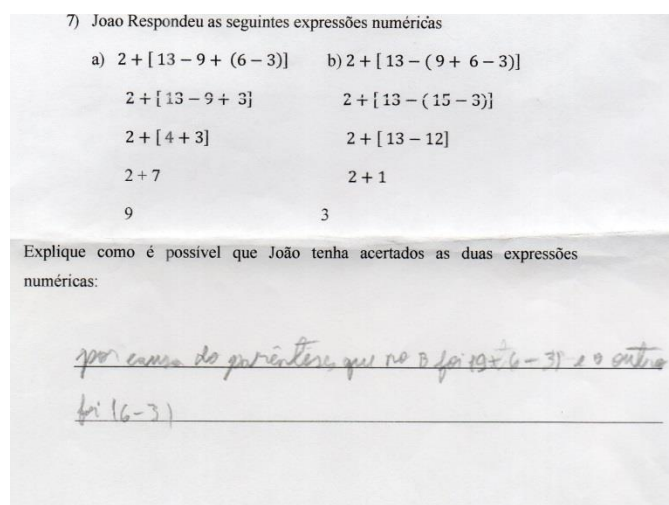 7) Joao Respondeu as seguintes expressões numéricas
a) 2 + [ 13 − 9 + (6 − 3)] b) 2 + [ 13 − ( 9 + 6 − 3)]
2 + [ 13 − 9 + 3] 2 + [ 13 − ( 15 − 3)]
2 + [ 4 + 3] 2 + [ 13 − 12]
2 + 7 2 + 1
9 3
Explique como é possível que João tenha acertados as duas expressões
numéricas:
por causa do parêntese que no B foi (9+6-3) e o outro
foi (6-3)